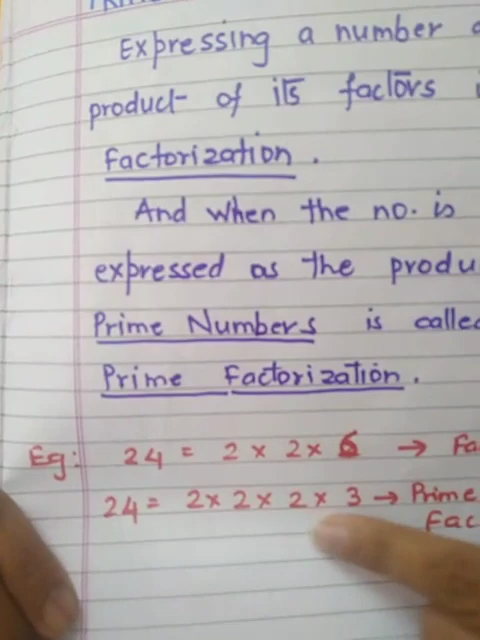 Expressing a number
product of its factors
factorization.
And when the no. is
expressed as the produ
Prime Numbers is calle
Prime Factorization.
Eg: 24 = 2 × 2 × 6 → Fa
24 = 2 × 2 × 2 × 3 → Prime
Fac